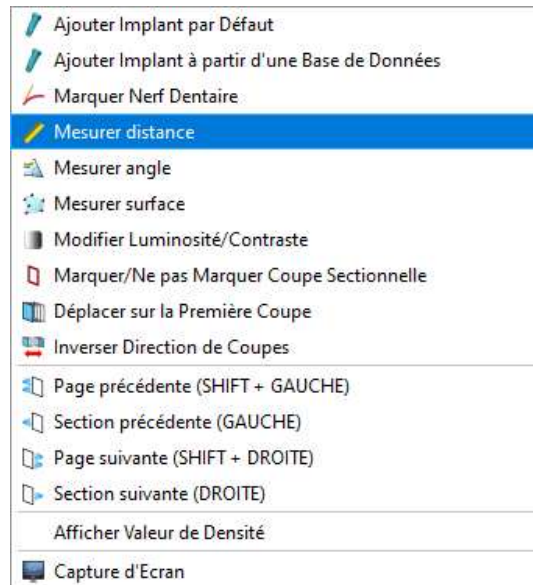 Ajouter Implant par Défaut
Ajouter Implant à partir d'une Base de Données
Marquer Nerf Dentaire
Mesurer distance
Mesurer angle
Mesurer surface
Modifier Luminosité/Contraste
Marquer/Ne pas Marquer Coupe Sectionnelle
Déplacer sur la Première Coupe
Inverser Direction de Coupes
Page précédente (SHIFT + GAUCHE)
Section précédente (GAUCHE)
Page suivante (SHIFT + DROITE)
Section suivante (DROITE)
Afficher Valeur de Densité
Capture d'Ecran